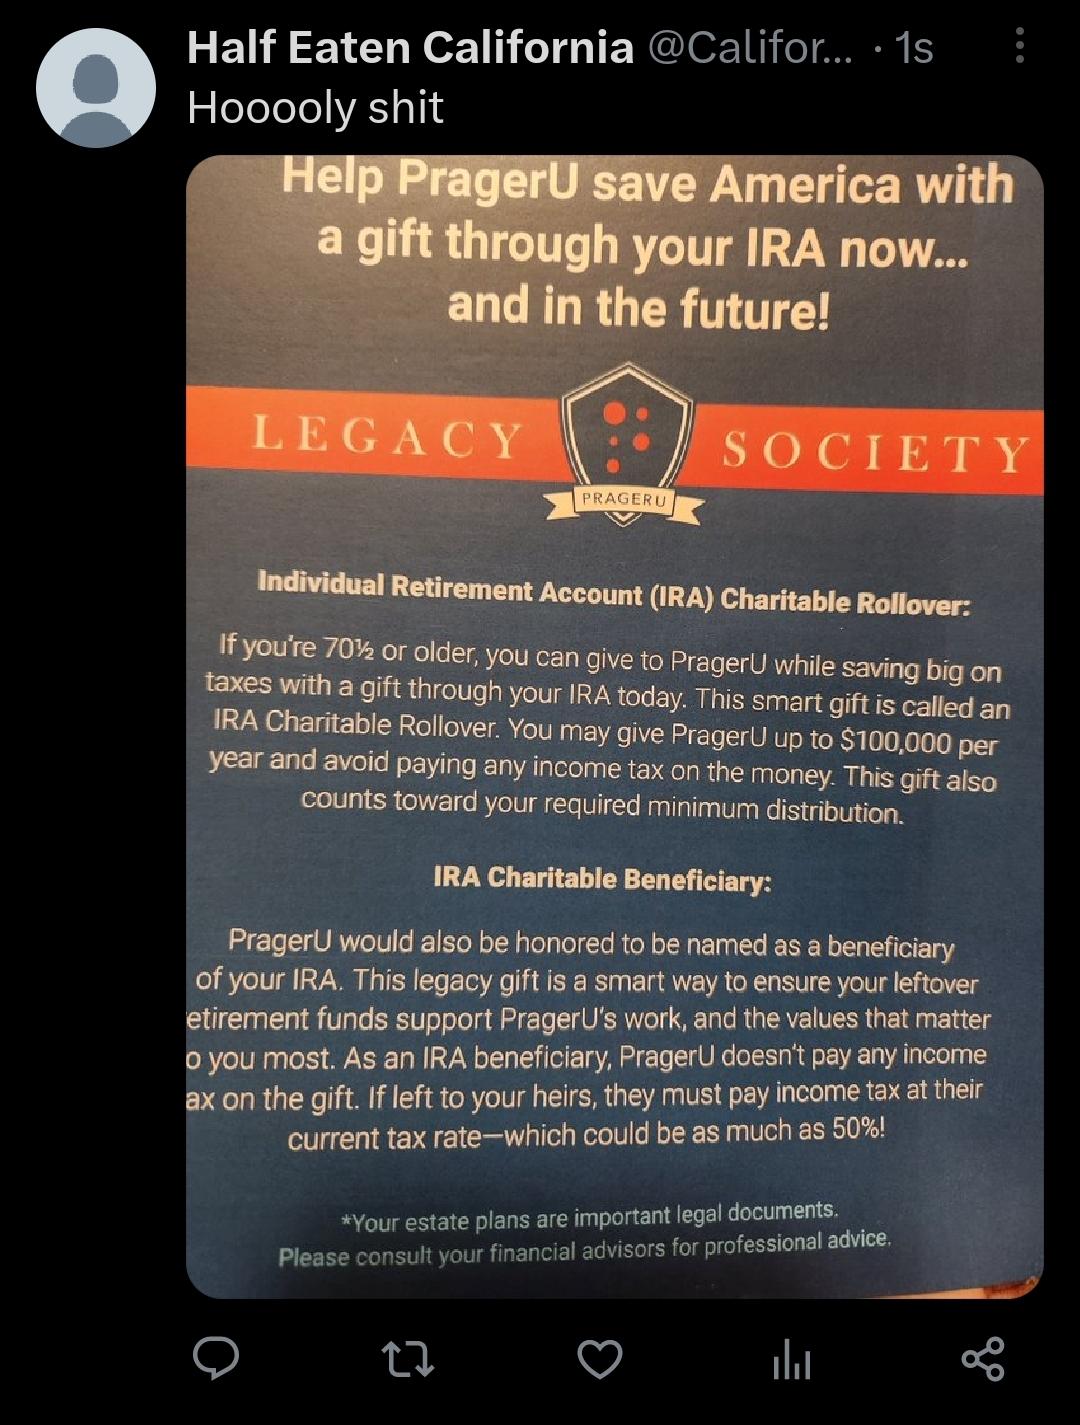 Half Eaten California @Califor... · 1s
Hooooly shit
Help PragerU save America with
a gift through your IRA now...
and in the future!
LEGACY SOCIETY
PRAGERU
Individual Retirement Account (IRA) Charitable Rollover:
If you're 70½ or older, you can give to PragerU while saving big on
taxes with a gift through your IRA today. This smart gift is called an
IRA Charitable Rollover. You may give PragerU up to $100,000 per
year and avoid paying any income tax on the money. This gift also
counts toward your required minimum distribution.
IRA Charitable Beneficiary:
PragerU would also be honored to be named as a beneficiary
of your IRA. This legacy gift is a smart way to ensure your leftover
etirement funds support PragerU's work, and the values that matter
o you most. As an IRA beneficiary, PragerU doesn't pay any income
ax on the gift. If left to your heirs, they must pay income tax at their
current tax rate—which could be as much as 50%!
*Your estate plans are important legal documents.
Please consult your financial advisors for professional advice.